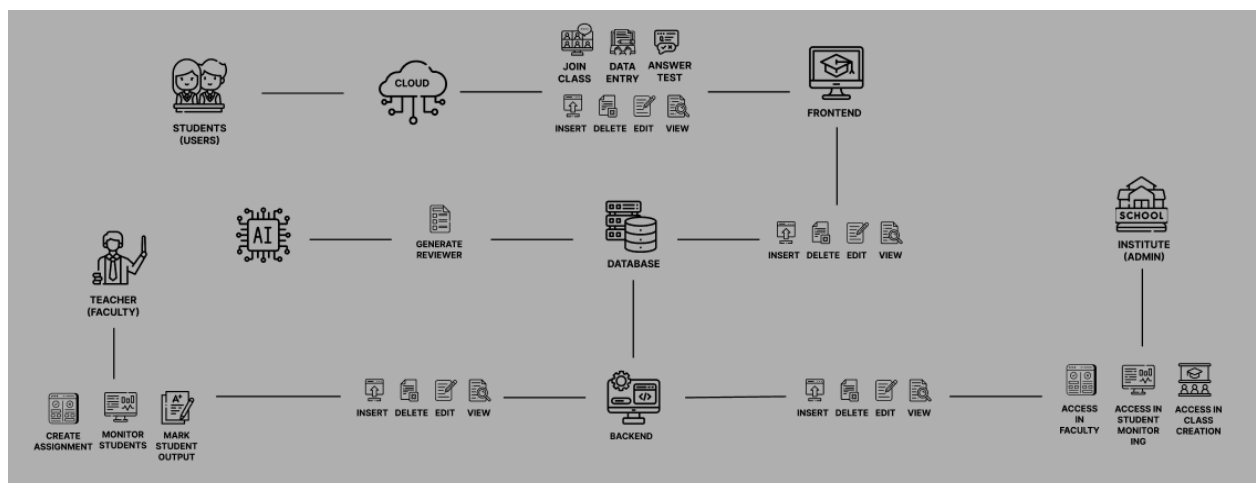 CLOUD
JOIN
CLASS
DATA
ENTRY
ANSWER
TEST
INSERT
DELETE
EDIT
VIEW
STUDENTS
(USERS)
FRONTEND
AI
GENERATE
REVIEWER
DATABASE
INSERT
DELETE
EDIT
VIEW
SCHOOL
INSTITUTE
(ADMIN)
TEACHER
(FACULTY)
A+
CREATE
ASSIGNMENT
MONITOR
STUDENTS
MARK
STUDENT
OUTPUT
INSERT
DELETE
EDIT
VIEW
BACKEND
INSERT
DELETE
EDIT
VIEW
ACCESS
IN
FACULTY
ACCESS IN
STUDENT
MONITOR
ING
ACCESS IN
CLASS
CREATION